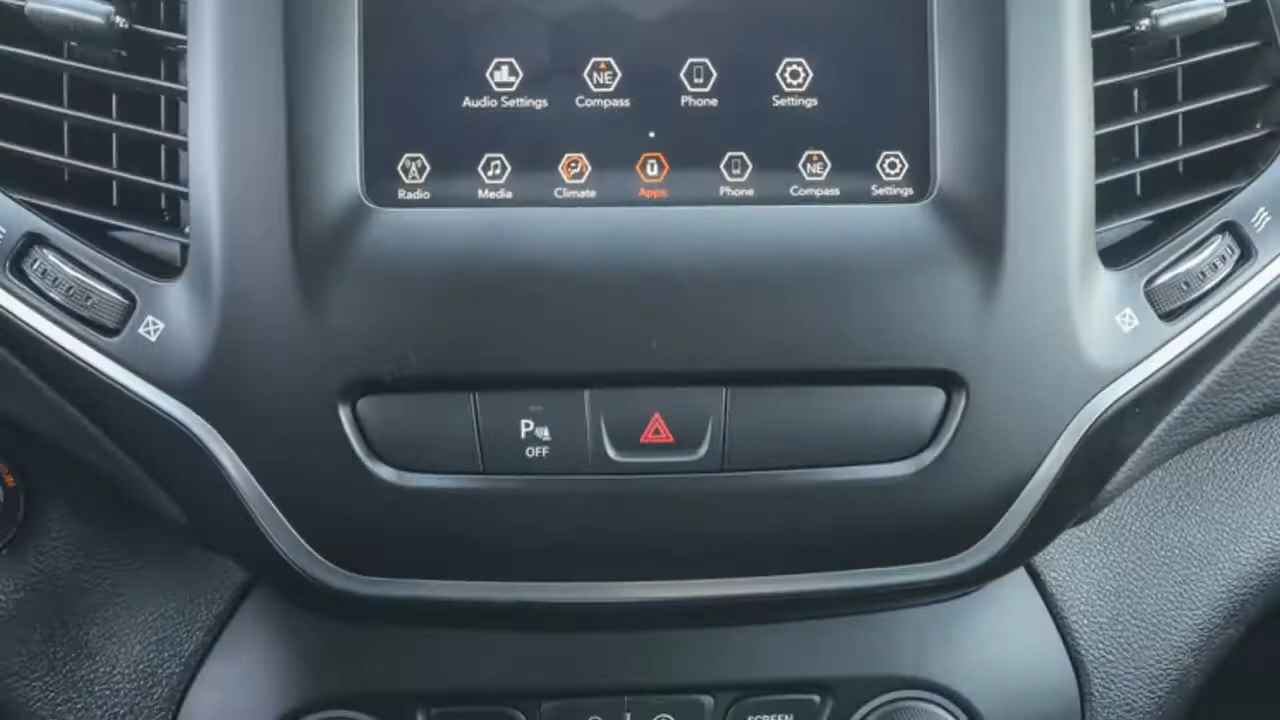 Audio Settings
NE
Compass
Phone
Settings
Radio
Media
Climate
Apps
Phone
NE
Compass
Settings
P
OFF
SCREEN